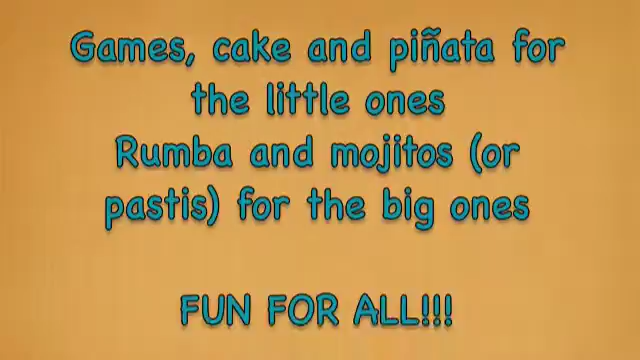 Games, cake and piñata for
the little ones
Rumba and mojitos (or
pastis) for the big ones
FUN FOR ALL!!!